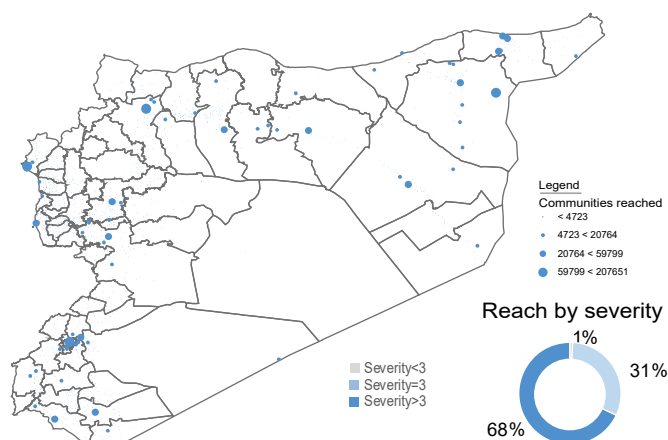 Legend
Communities reached
< 4723
4723 < 20764
20764 < 59799
59799 < 207651
Reach by severity
1%
31%
68%
Severity<3
Severity=3
Severity>3